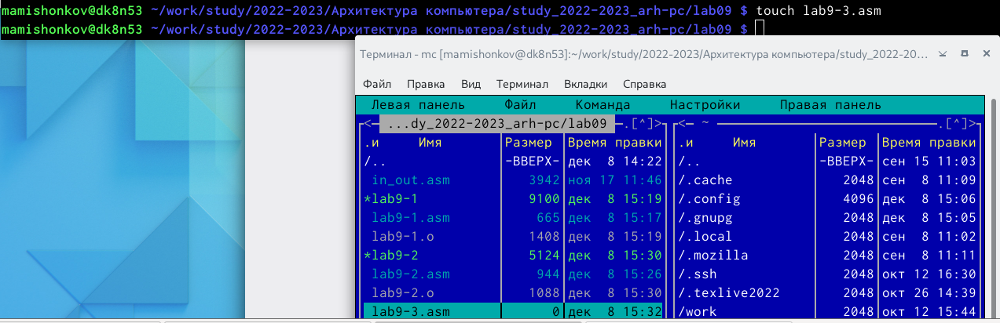 mamishonkov@dk8n53 ~/work/study/2022-2023/Архитектура компьютера/study_2022-2023_arh-pc/lab09 $ touch lab9-3.asm
mamishonkov@dk8n53 ~/work/study/2022-2023/Архитектура компьютера/study_2022-2023_arh-pc/lab09 $
Терминал - mc [mamishonkov@dk8n53]:~/work/study/2022-2023/Архитектура компьютера/study_2022-20...
Файл Правка Вид Терминал Вкладки Справка
Левая панель Файл Команда Настройки Правая панель
<— ...dy_2022-2023_arh-pc/lab09 —.[^]> <— ~ —.[^]>
.и Имя Размер Время правки .и Имя Размер Время правки
/.. -ВВЕРХ- дек 8 14:22 /.. -ВВЕРХ- сен 15 11:03
in_out.asm 3942 ноя 17 11:46 /.cache 2048 сен 8 11:09
*lab9-1 9100 дек 8 15:19 /.config 4096 дек 8 15:06
lab9-1.asm 665 дек 8 15:17 /.gnupg 2048 дек 8 15:05
lab9-1.o 1408 дек 8 15:19 /.local 2048 сен 8 11:02
*lab9-2 5124 дек 8 15:30 /.mozilla 2048 сен 8 11:11
lab9-2.asm 944 дек 8 15:26 /.ssh 2048 окт 12 16:30
lab9-2.o 1088 дек 8 15:30 /.texlive2022 2048 окт 26 14:39
lab9-3.asm 0 дек 8 15:32 /work 2048 окт 12 15:44